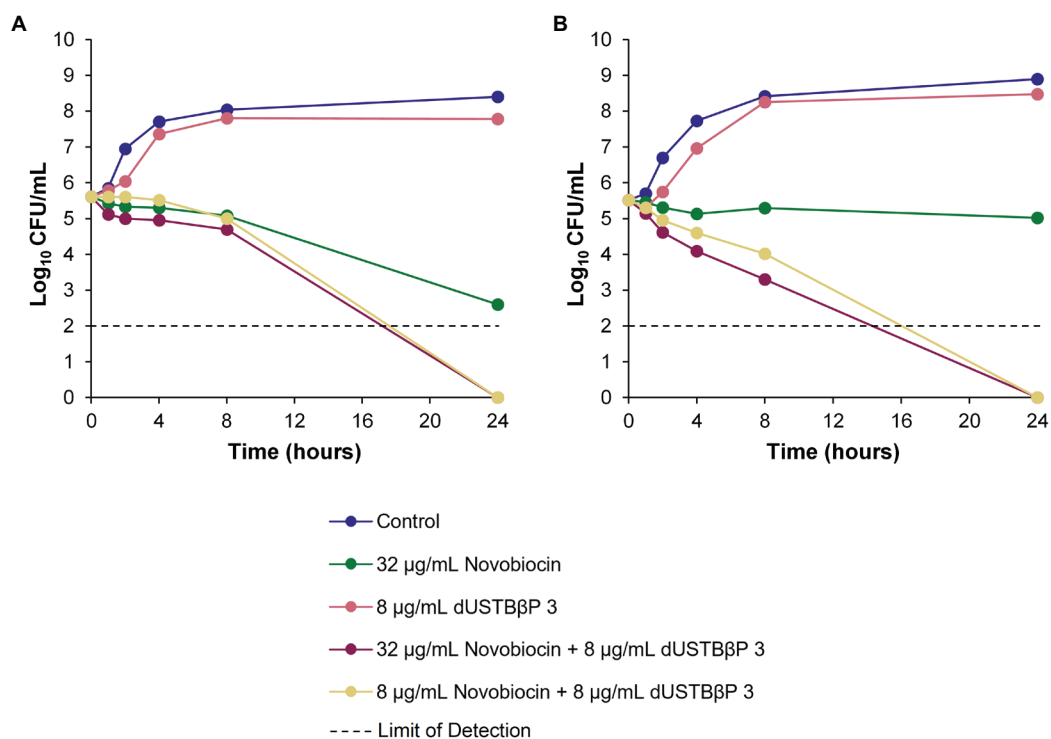 A
10
9
8
7
6
5
4
3
2
1
0
Log₁₀ CFU/mL
0 4 8 12 16 20 24
Time (hours)
B
10
9
8
7
6
5
4
3
2
1
0
Log₁₀ CFU/mL
0 4 8 12 16 20 24
Time (hours)
Control
32 µg/mL Novobiocin
8 µg/mL dUSTBβP 3
32 µg/mL Novobiocin + 8 µg/mL dUSTBβP 3
8 µg/mL Novobiocin + 8 µg/mL dUSTBβP 3
Limit of Detection